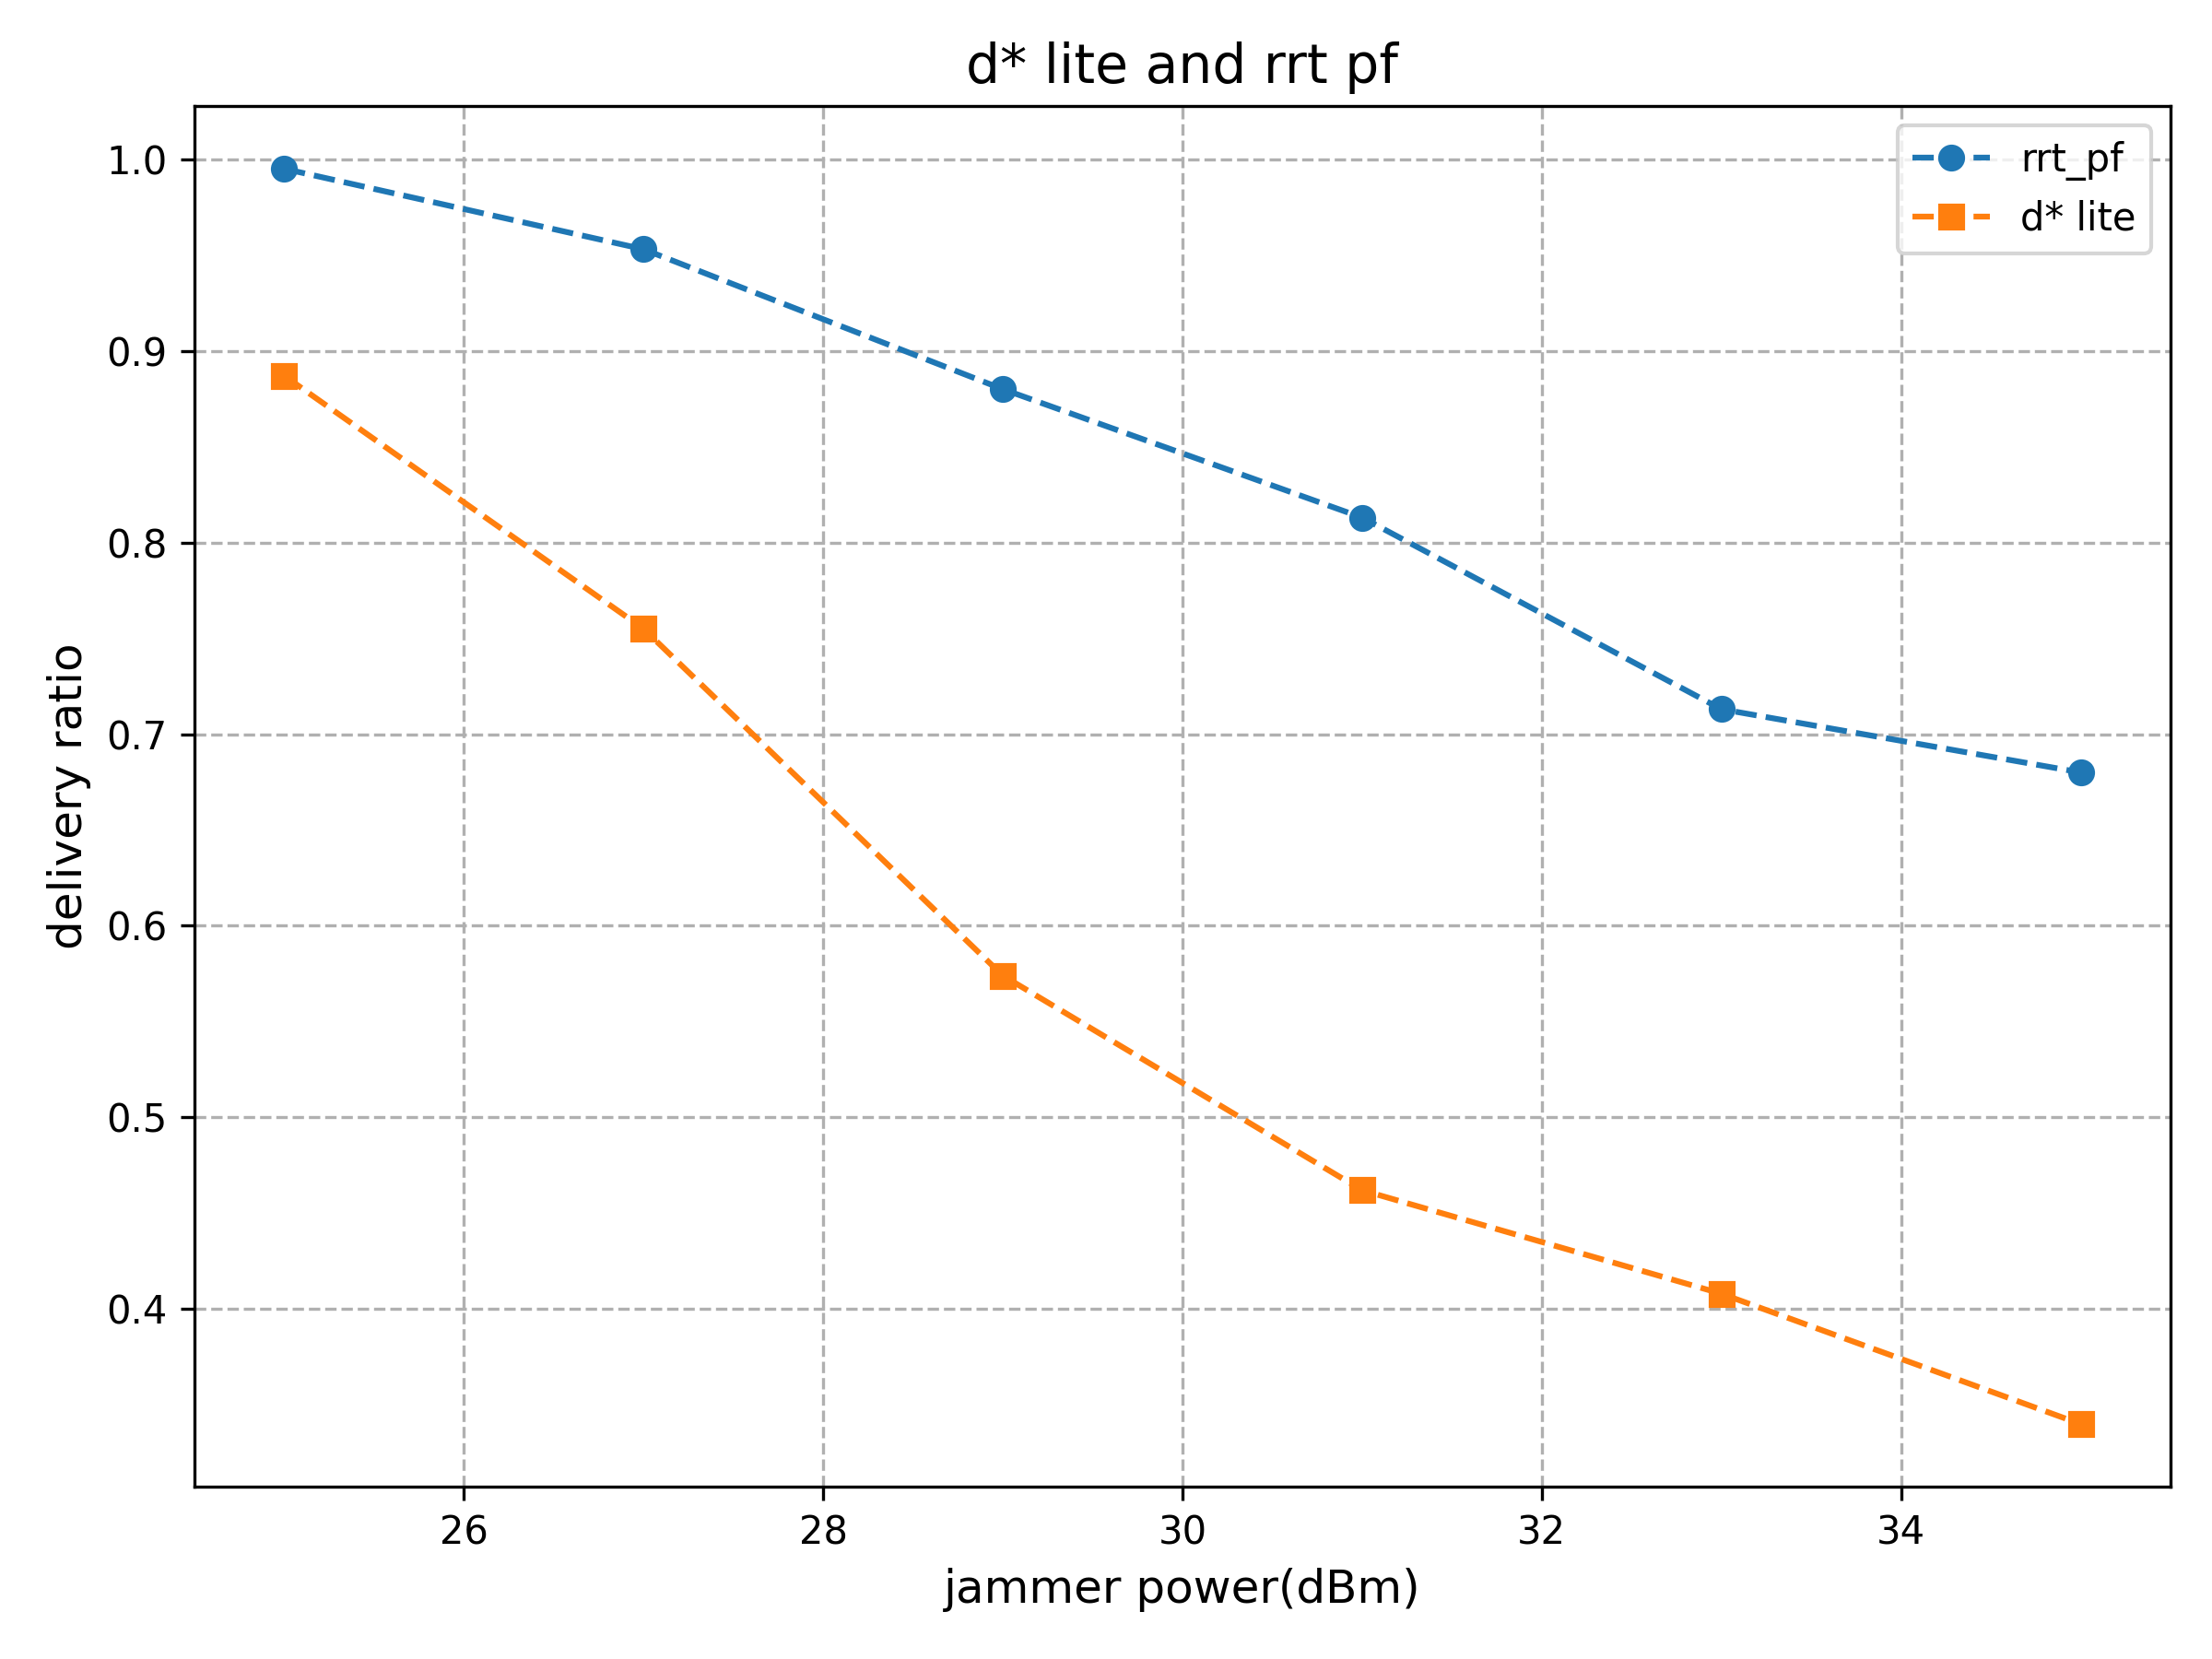 d* lite and rrt pf
rrt_pf
d* lite
1.0
0.9
0.8
0.7
0.6
0.5
0.4
delivery ratio
26 28 30 32 34
jammer power(dBm)